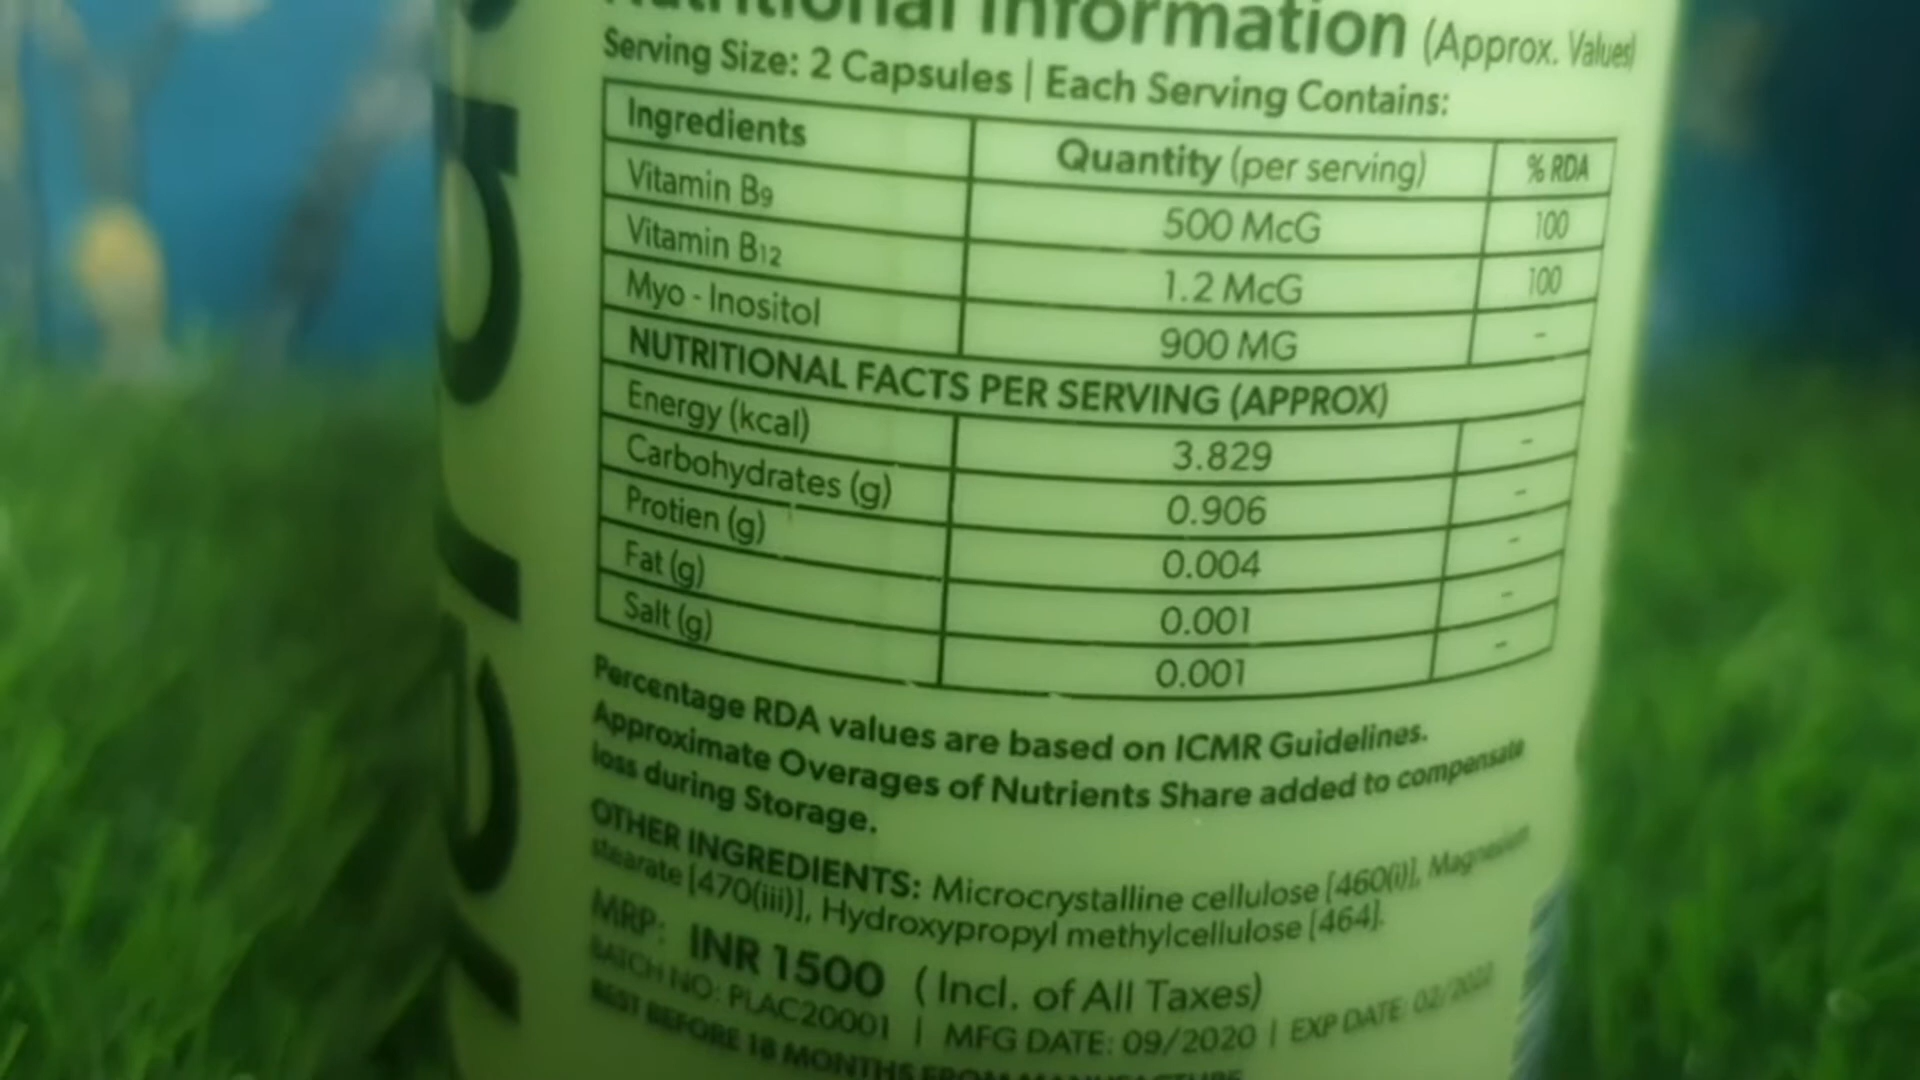 Nutritional Information (Approx. Values)
Serving Size: 2 Capsules | Each Serving Contains:
Ingredients Quantity (per serving) % RDA
Vitamin B9 500 McG 100
Vitamin B12 1.2 McG 100
Myo - Inositol 900 MG -
NUTRITIONAL FACTS PER SERVING (APPROX)
Energy (kcal) 3.829 -
Carbohydrates (g) 0.906 -
Protien (g) 0.004 -
Fat (g) 0.001 -
Salt (g) 0.001 -
Percentage RDA values are based on ICMR Guidelines.
Approximate Overages of Nutrients Share added to compensate
loss during Storage.
OTHER INGREDIENTS: Microcrystalline cellulose [460(i)], Magnesium
stearate [470(iii)], Hydroxypropyl methylcellulose [464].
MRP: INR 1500 ( Incl. of All Taxes)
BATCH NO: PLAC20001 | MFG DATE: 09/2020 | EXP DATE: 02/2022
BEST BEFORE 18 MONTHS FROM MANUFACTURE